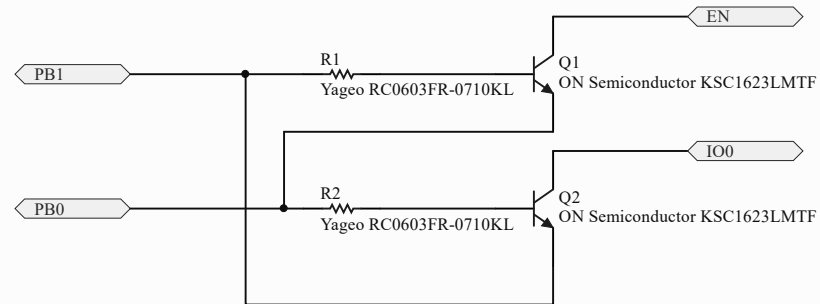 EN
R1
PB1
Q1
Yageo RC0603FR-0710KL
ON Semiconductor KSC1623LMTF
IO0
R2
PB0
Q2
Yageo RC0603FR-0710KL
ON Semiconductor KSC1623LMTF